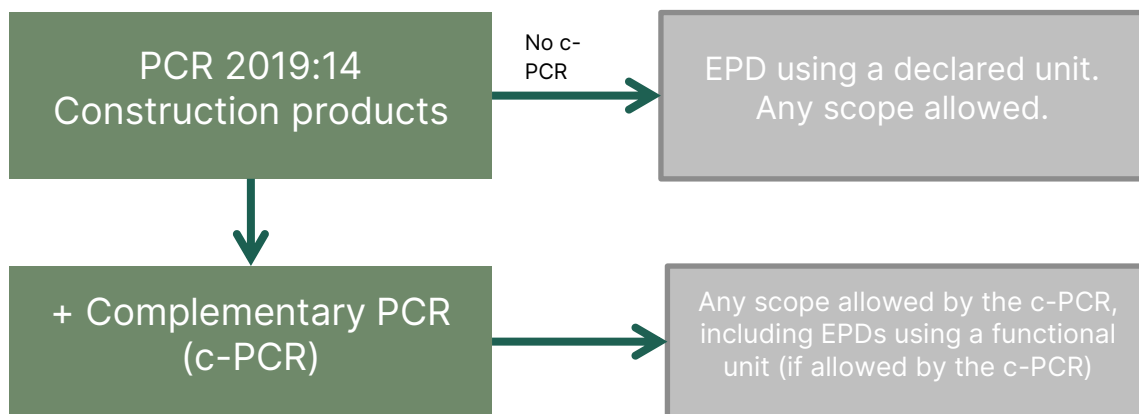 PCR 2019:14
Construction products
No c-
PCR
EPD using a declared unit.
Any scope allowed.
+ Complementary PCR
(c-PCR)
Any scope allowed by the c-PCR,
including EPDs using a functional
unit (if allowed by the c-PCR)